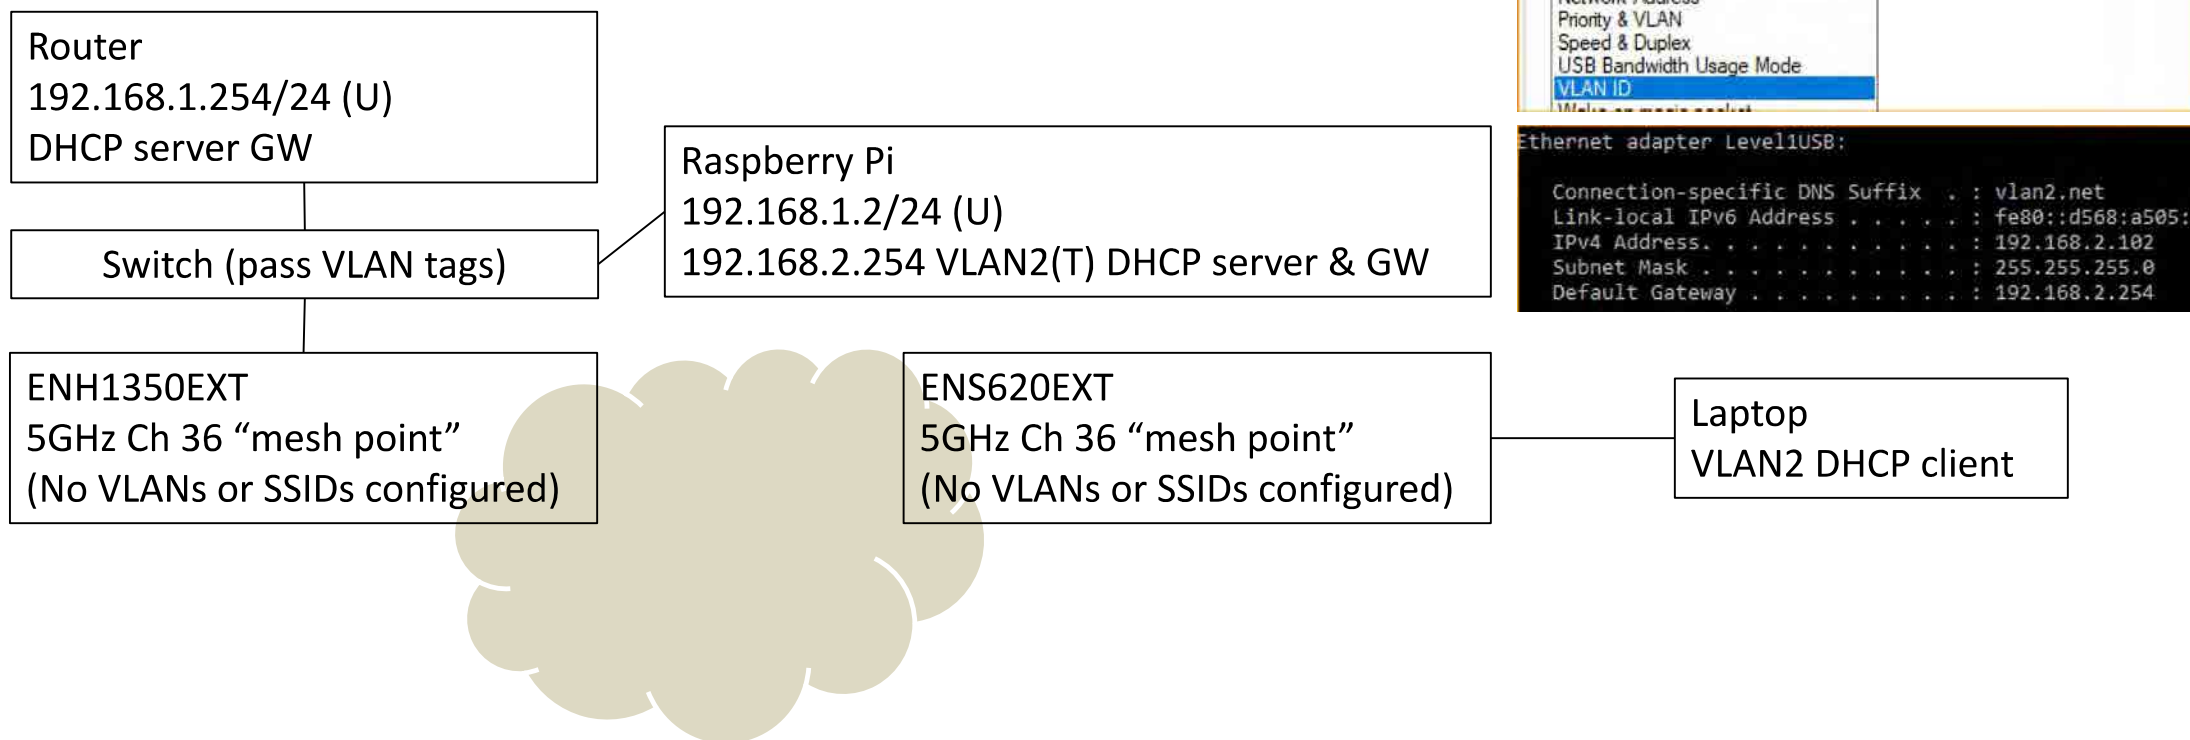 Router
192.168.1.254/24 (U)
DHCP server GW
Switch (pass VLAN tags)
Raspberry Pi
192.168.1.2/24 (U)
192.168.2.254 VLAN2(T) DHCP server & GW
Network Address
Priority & VLAN
Speed & Duplex
USB Bandwidth Usage Mode
VLAN ID
Ethernet adapter Level1USB:
Connection-specific DNS Suffix . : vlan2.net
Link-local IPv6 Address . . . . . : fe80::d568:a505:
IPv4 Address. . . . . . . . . . . : 192.168.2.102
Subnet Mask . . . . . . . . . . . : 255.255.255.0
Default Gateway . . . . . . . . . : 192.168.2.254
ENH1350EXT
5GHz Ch 36 “mesh point”
(No VLANs or SSIDs configured)
ENS620EXT
5GHz Ch 36 “mesh point”
(No VLANs or SSIDs configured)
Laptop
VLAN2 DHCP client